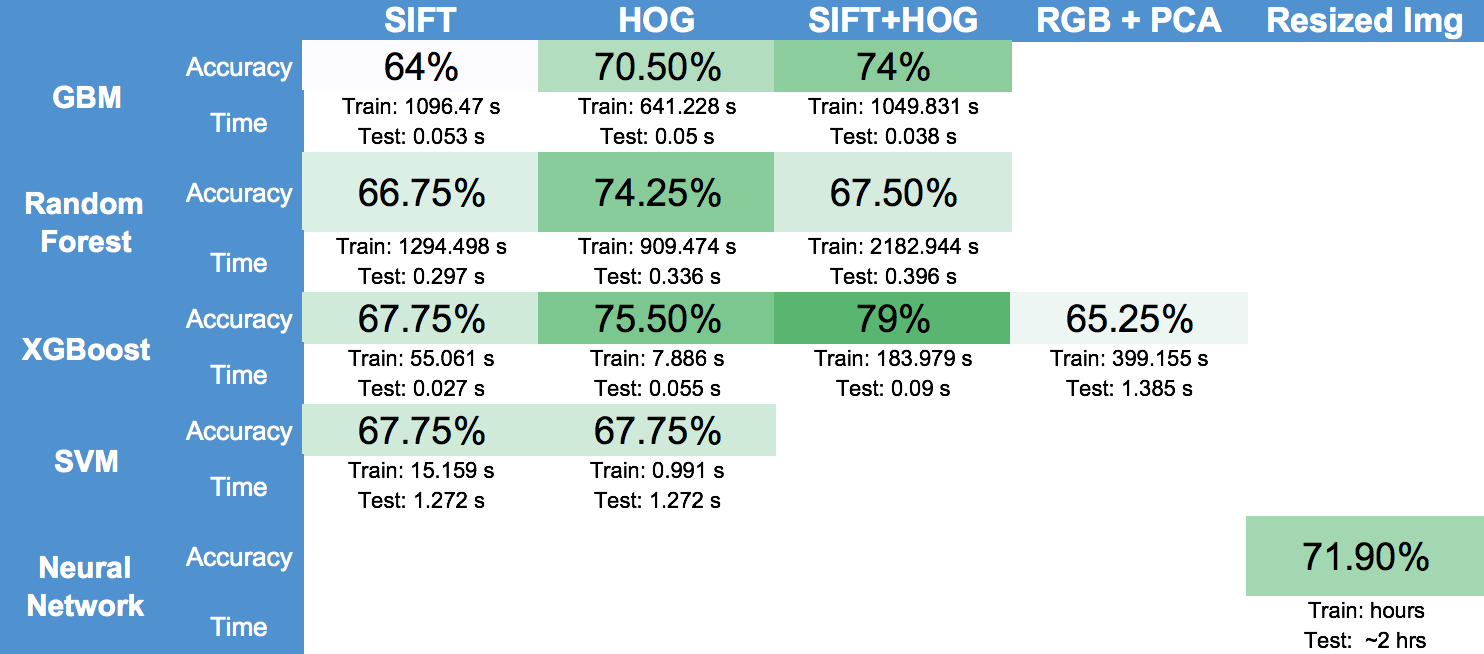 SIFT HOG SIFT+HOG RGB + PCA Resized Img
GBM
Accuracy 64% 70.50% 74%
Time
Train: 1096.47 s Train: 641.228 s Train: 1049.831 s
Test: 0.053 s Test: 0.05 s Test: 0.038 s
Random
Forest
Accuracy 66.75% 74.25% 67.50%
Time
Train: 1294.498 s Train: 909.474 s Train: 2182.944 s
Test: 0.297 s Test: 0.336 s Test: 0.396 s
XGBoost
Accuracy 67.75% 75.50% 79% 65.25%
Time
Train: 55.061 s Train: 7.886 s Train: 183.979 s Train: 399.155 s
Test: 0.027 s Test: 0.055 s Test: 0.09 s Test: 1.385 s
SVM
Accuracy 67.75% 67.75%
Time
Train: 15.159 s Train: 0.991 s
Test: 1.272 s Test: 1.272 s
Neural
Network
Accuracy 71.90%
Time
Train: hours
Test: ~2 hrs